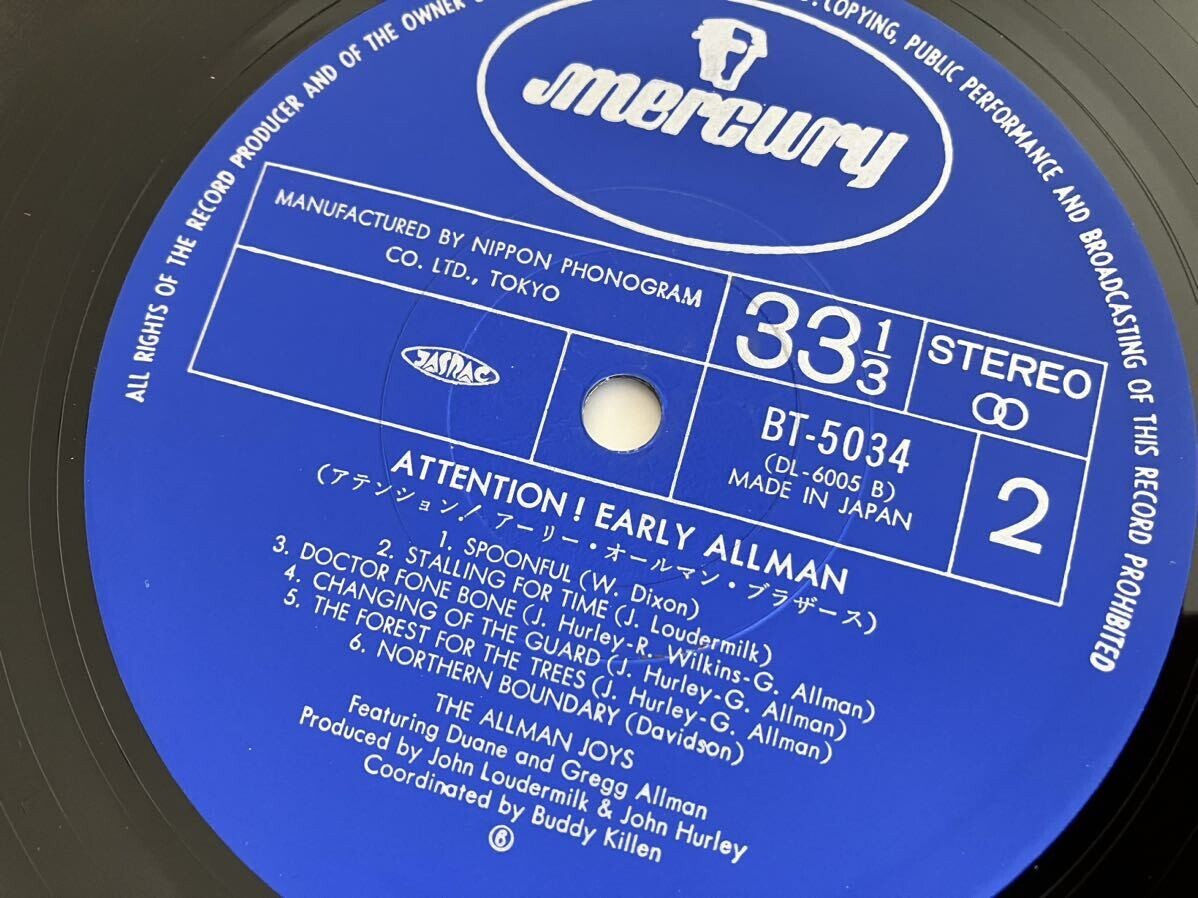 mercury
ALL RIGHTS OF THE RECORD PRODUCER AND OF THE OWNER
COPYING, PUBLIC PERFORMANCE AND BROADCASTING OF THIS RECORD PROHIBITED
MANUFACTURED BY NIPPON PHONOGRAM
CO. LTD., TOKYO
33 1/3
STEREO
JASRAC
BT-5034
(DL-6005 B)
MADE IN JAPAN
2
ATTENTION! EARLY ALLMAN
(アテンション! アーリー・オールマン・ブラザース)
1. SPOONFUL (W. Dixon)
2. STALLING FOR TIME (J. Loudermilk)
3. DOCTOR FONE BONE (J. Hurley-R. Wilkins-G. Allman)
4. CHANGING OF THE GUARD (J. Hurley-G. Allman)
5. THE FOREST FOR THE TREES (J. Hurley-G. Allman)
6. NORTHERN BOUNDARY (Davidson)
THE ALLMAN JOYS
Featuring Duane and Gregg Allman
Produced by John Loudermilk & John Hurley
Coordinated by Buddy Killen
6